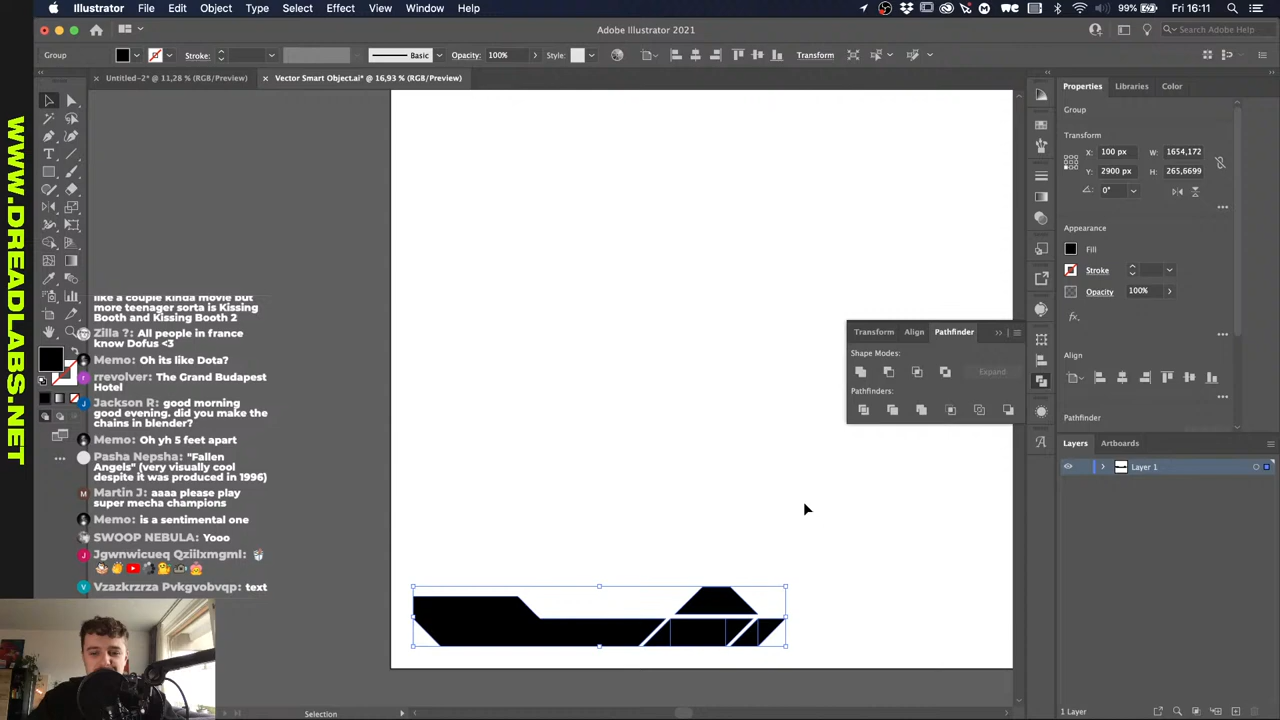 Illustrator File Edit Object Type Select Effect View Window Help 99% Fri 16:11
Adobe Illustrator 2021
Search Adobe Help
Group Stroke: Basic Opacity: 100% Style: Transform
× Untitled-2* @ 11,28 % (RGB/Preview) × Vector Smart Object.ai* @ 16,93 % (RGB/Preview)
WWW.DREADLABS.NET
like a couple kinda movie but
more teenager sorta is Kissing
Booth and Kissing Booth 2
Zilla ?: All people in france
know Dofus <3
Memo: Oh its like Dota?
rrevolver: The Grand Budapest
Hotel
Jackson R: good morning
good evening. did you make the
chains in blender?
Memo: Oh yh 5 feet apart
Pasha Nepsha: "Fallen
Angels" (very visually cool
despite it was produced in 1996)
Martin J: aaaa please play
super mecha champions
Memo: is a sentimental one
SWOOP NEBULA: Yooo
Jgwnwicueq Qziilxmgml:
Vzazkrzrza Pvkgvobvqp: text
Transform Align Pathfinder
Shape Modes:
Expand
Pathfinders:
Properties Libraries Color
Group
Transform
X: 100 px W: 1654,172
Y: 2900 px H: 265,6699
0°
Appearance
Fill
Stroke
Opacity 100%
fx.
Align
Pathfinder
Layers Artboards
Layer 1
1 Layer
Selection